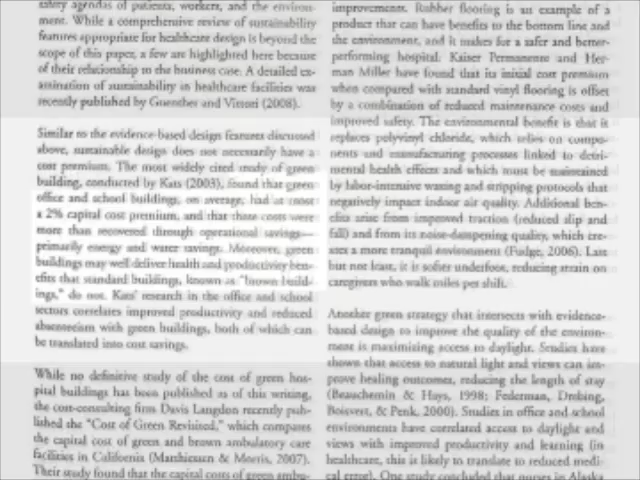 safety agendas of patients, workers, and the environ-
ment. While a comprehensive review of sustainability
features appropriate for healthcare design is beyond the
scope of this paper, a few are highlighted here because
of their relationship to the business case. A detailed ex-
amination of sustainability in healthcare facilities was
recently published by Guenther and Vittori (2008).
Similar to the evidence-based design features discussed
above, sustainable design does not necessarily have a
cost premium. The most widely cited study of green
building, conducted by Kats (2003), found that green
office and school buildings, on average, had at most
a 2% capital cost premium, and that those costs were
more than recovered through operational savings—
primarily energy and water savings. Moreover, green
buildings may well deliver health and productivity ben-
efits that standard buildings, known as "brown build-
ings," do not. Kats' research in the office and school
sectors correlates improved productivity and reduced
absenteeism with green buildings, both of which can
be translated into cost savings.
While no definitive study of the cost of green hos-
pital buildings has been published as of this writing,
the cost-consulting firm Davis Langdon recently pub-
lished the "Cost of Green Revisited," which compares
the capital cost of green and brown ambulatory care
facilities in California (Matthiessen & Morris, 2007).
Their study found that the capital costs of green ambu-
improvements. Rubber flooring is an example of a
product that can have benefits to the bottom line and
the environment, and it makes for a safer and better-
performing hospital. Kaiser Permanente and Her-
man Miller have found that its initial cost premium
when compared with standard vinyl flooring is offset
by a combination of reduced maintenance costs and
improved safety. The environmental benefit is that it
replaces polyvinyl chloride, which relies on compo-
nents and manufacturing processes linked to detri-
mental health effects and which must be maintained
by labor-intensive waxing and stripping protocols that
negatively impact indoor air quality. Additional ben-
efits arise from improved traction (reduced slip and
fall) and from its noise-dampening quality, which cre-
ates a more tranquil environment (Fudge, 2006). Last
but not least, it is softer underfoot, reducing strain on
caregivers who walk miles per shift.
Another green strategy that intersects with evidence-
based design to improve the quality of the environ-
ment is maximizing access to daylight. Studies have
shown that access to natural light and views can im-
prove healing outcomes, reducing the length of stay
(Beauchemin & Hays, 1998; Federman, Drebing,
Boisvert, & Penk, 2000). Studies in office and school
environments have correlated access to daylight and
views with improved productivity and learning (in
healthcare, this is likely to translate to reduced medi-
cal error). One study concluded that nurses in Alaska